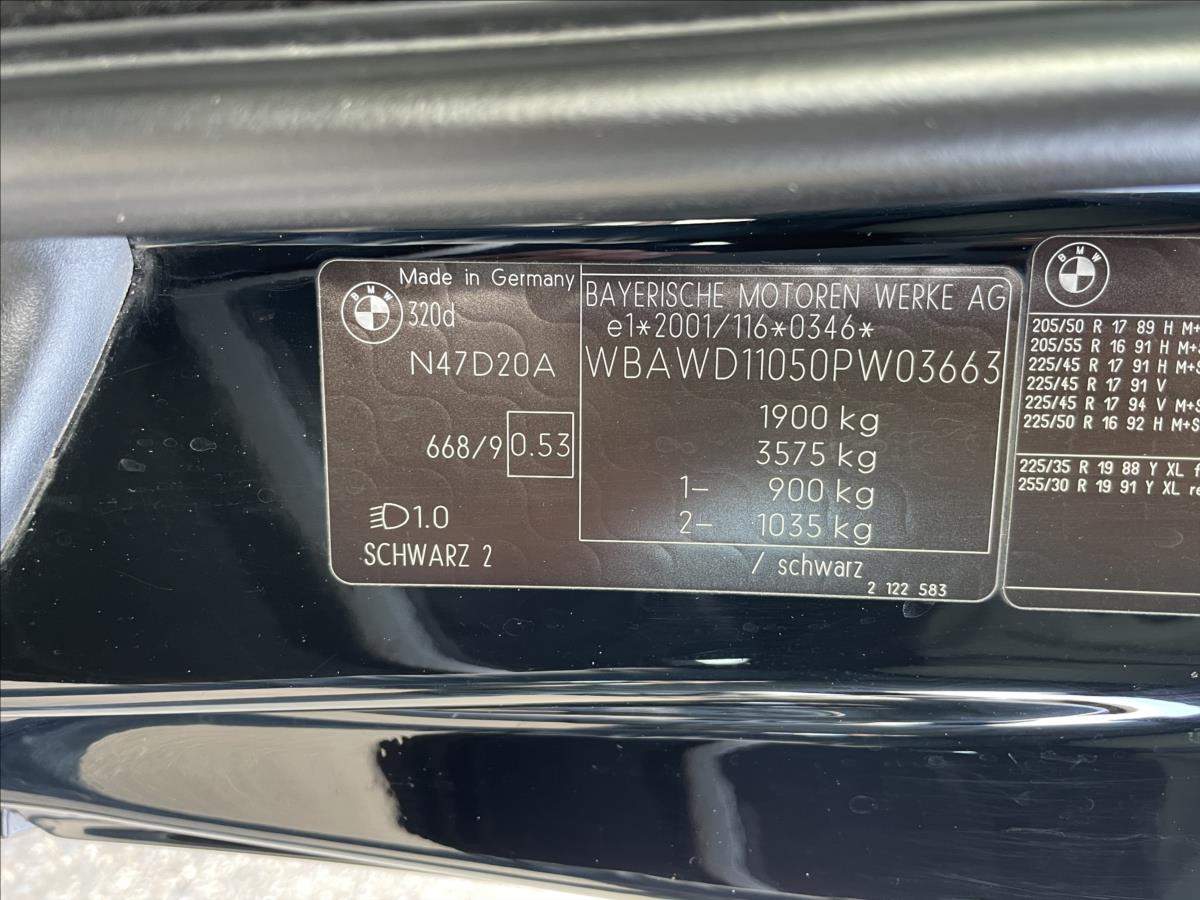 Made in Germany
BMW
320d
N47D20A
668/9 0.53
1.0
SCHWARZ 2
BAYERISCHE MOTOREN WERKE AG
e1*2001/116*0346*
WBAWD11050PW03663
1900 kg
3575 kg
1- 900 kg
2- 1035 kg
/ schwarz
2 122 583
BMW
205/50 R 17 89 H M+
205/55 R 16 91 H M+
225/45 R 17 91 H M+S
225/45 R 17 91 V
225/45 R 17 94 V M+S
225/50 R 16 92 H M+S
225/35 R 19 88 Y XL f
255/30 R 19 91 Y XL re